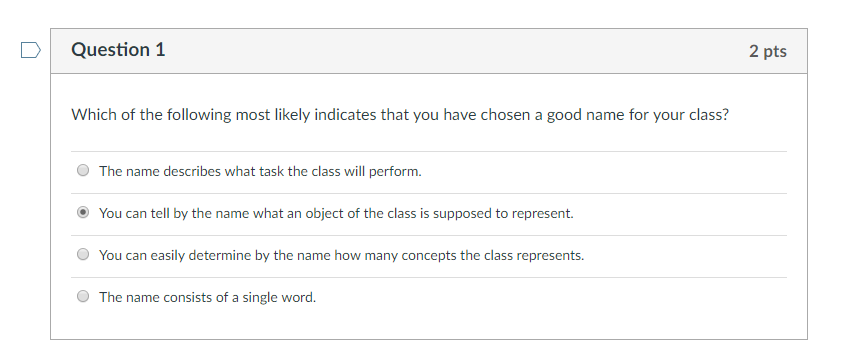 Question 1
2 pts
Which of the following most likely indicates that you have chosen a good name for your class?
The name describes what task the class will perform.
You can tell by the name what an object of the class is supposed to represent.
You can easily determine by the name how many concepts the class represents.
The name consists of a single word.